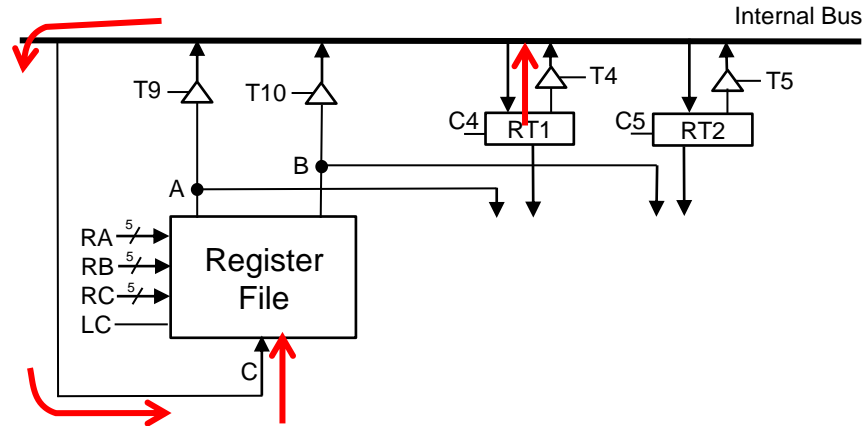 Internal Bus
T9
T10
T4
T5
C4
RT1
C5
RT2
B
A
RA
5
RB
5
RC
5
LC
Register
File
C